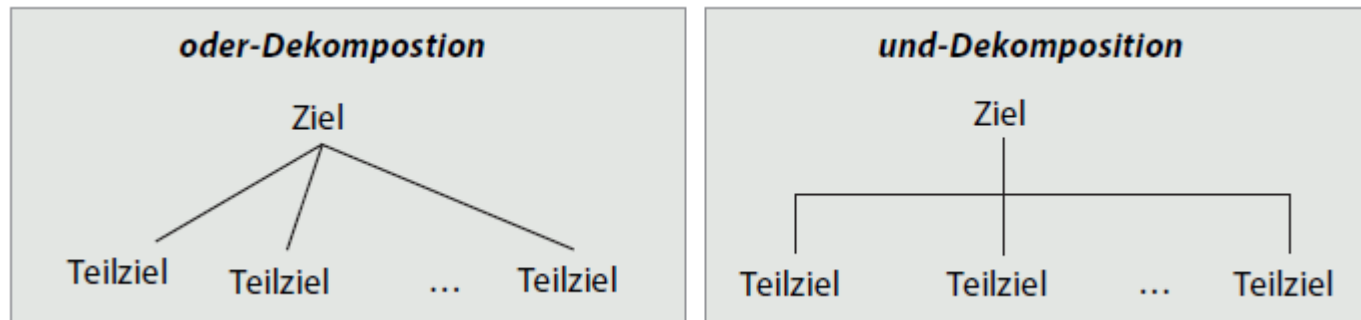 oder-Dekompostion
Ziel
Teilziel Teilziel ... Teilziel
und-Dekomposition
Ziel
Teilziel Teilziel ... Teilziel